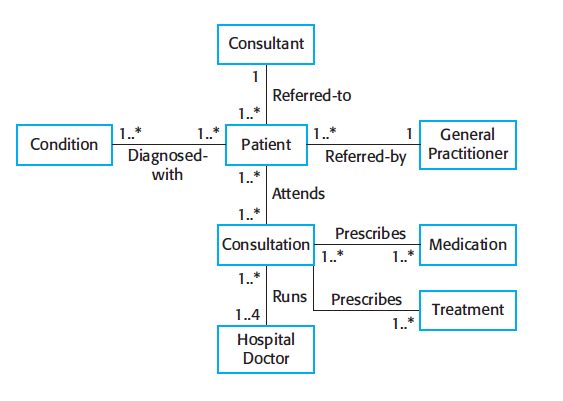 Consultant
1
Referred-to
1..*
1..*
1..*
1..*
1
Condition
Patient
General
Practitioner
Diagnosed-
with
Referred-by
1..*
Attends
1..*
Prescribes
Consultation
Medication
1..*
1..*
1..*
Runs
Prescribes
Treatment
1..4
1..*
Hospital
Doctor